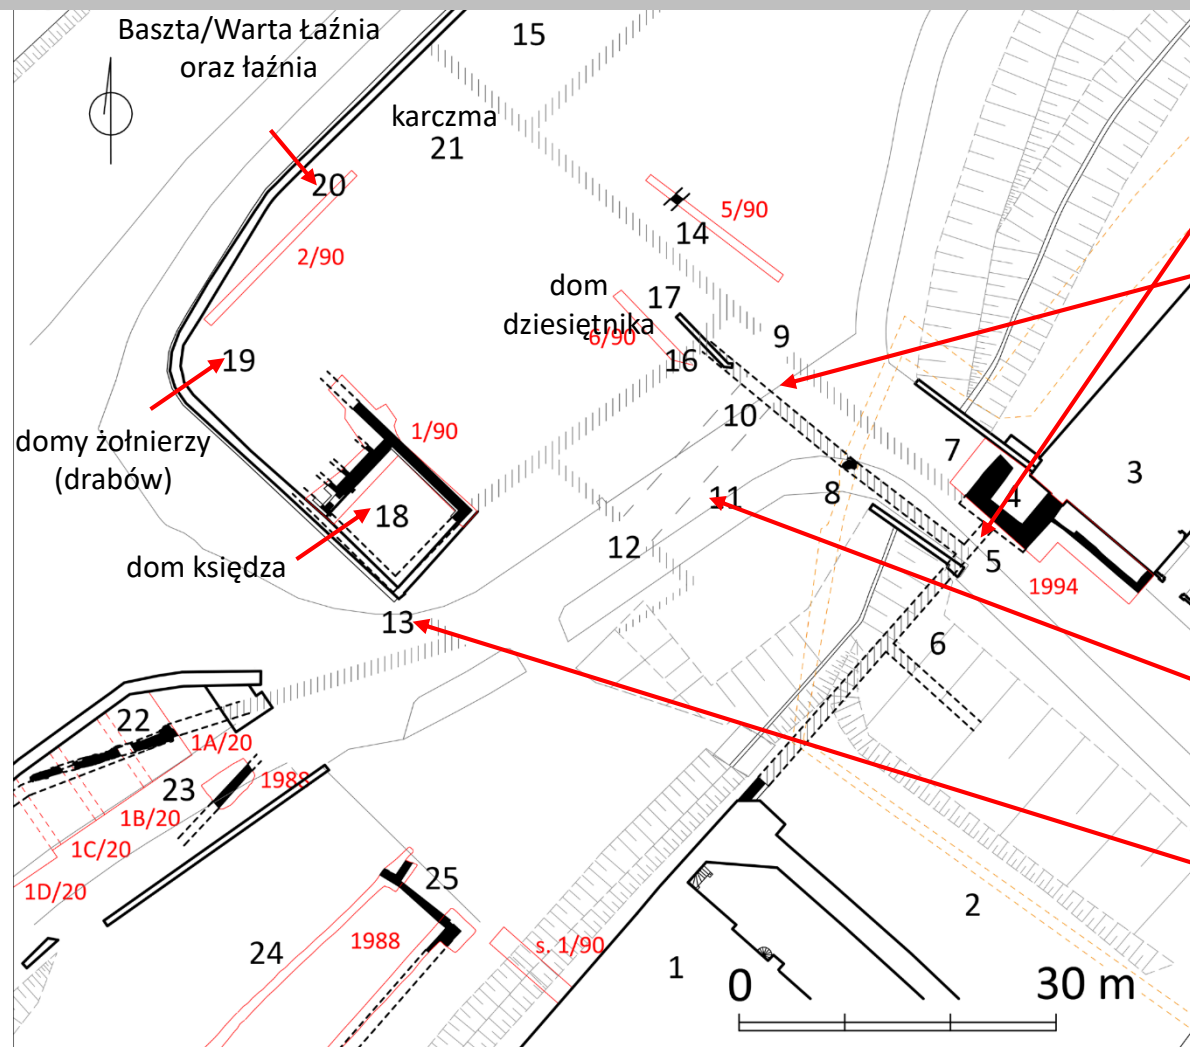 Baszta/Warta Łaźnia
oraz łaźnia
15
karczma
21
20
2/90
5/90
14
dom
dziesiętnika
17
6/90
16
9
19
10
domy żołnierzy
(drabów)
1/90
7
3
4
8
11
18
12
5
dom księdza
1994
13
6
22
1A/20
23
1988
1B/20
1C/20
1D/20
25
2
24
1988
s. 1/90
1
0
30 m